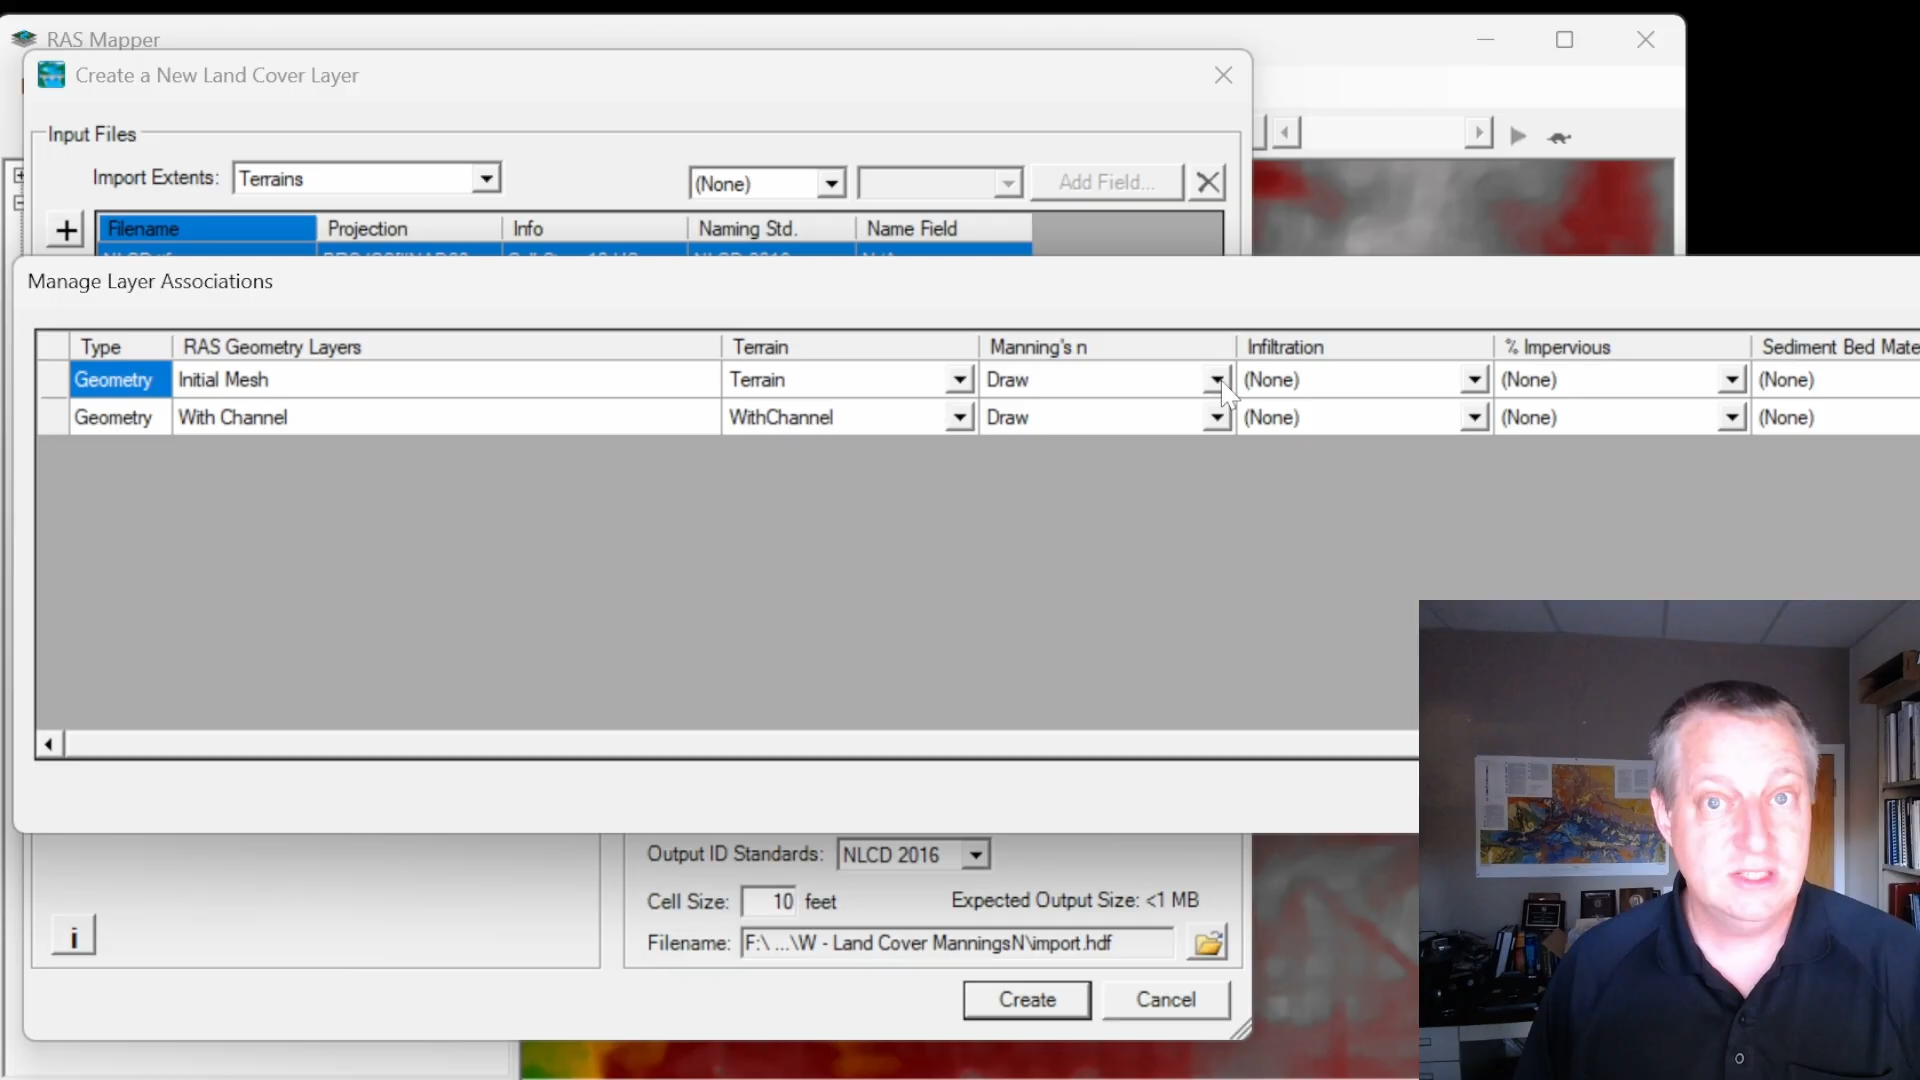 RAS Mapper
Create a New Land Cover Layer
Input Files
Import Extents: Terrains (None) Add Field...
Filename Projection Info Naming Std. Name Field
Manage Layer Associations
Type RAS Geometry Layers Terrain Manning's n Infiltration % Impervious Sediment Bed Mate
Geometry Initial Mesh Terrain Draw (None) (None) (None)
Geometry With Channel WithChannel Draw (None) (None) (None)
Output ID Standards: NLCD 2016
Cell Size: 10 feet Expected Output Size: <1 MB
Filename: F:\ ...\W - Land Cover ManningsN\import.hdf
i
Create Cancel